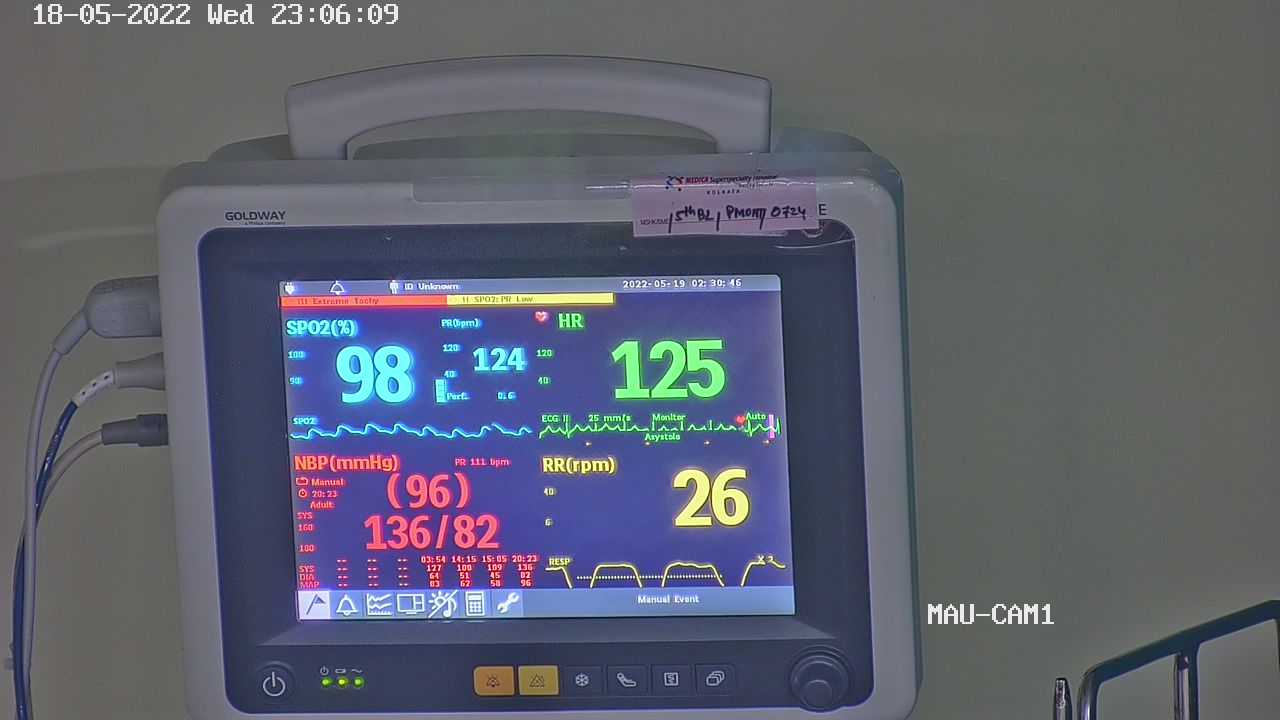 18-05-2022 Wed 23:06:09
MEDICA Superspecialty Hospital
KOLKATA
GOLDWAY
a Philips company
5th BL, PMom 0724
E
ID Unknown
2022-05-19 02:30:46
!!! Extreme Tachy
!! SPO2: PR Low
SPO2(%)
PR(bpm)
HR
100
90
98
120
40
124
Perf.
0.6
120
40
125
SPO2
ECG II
25 mm/s
Monitor
Auto
Asystole
NBP(mmHg)
PR 111 bpm
Manual
20:23
Adult
SYS
160
100
(96)
136/82
RR(rpm)
40
6
26
03:54 14:15 15:05 20:23
SYS -- -- -- 127 100 109 136
DIA -- -- -- 64 51 45 82
MAP -- -- -- 83 62 58 96
RESP
X 2
Manual Event
MAU-CAM1